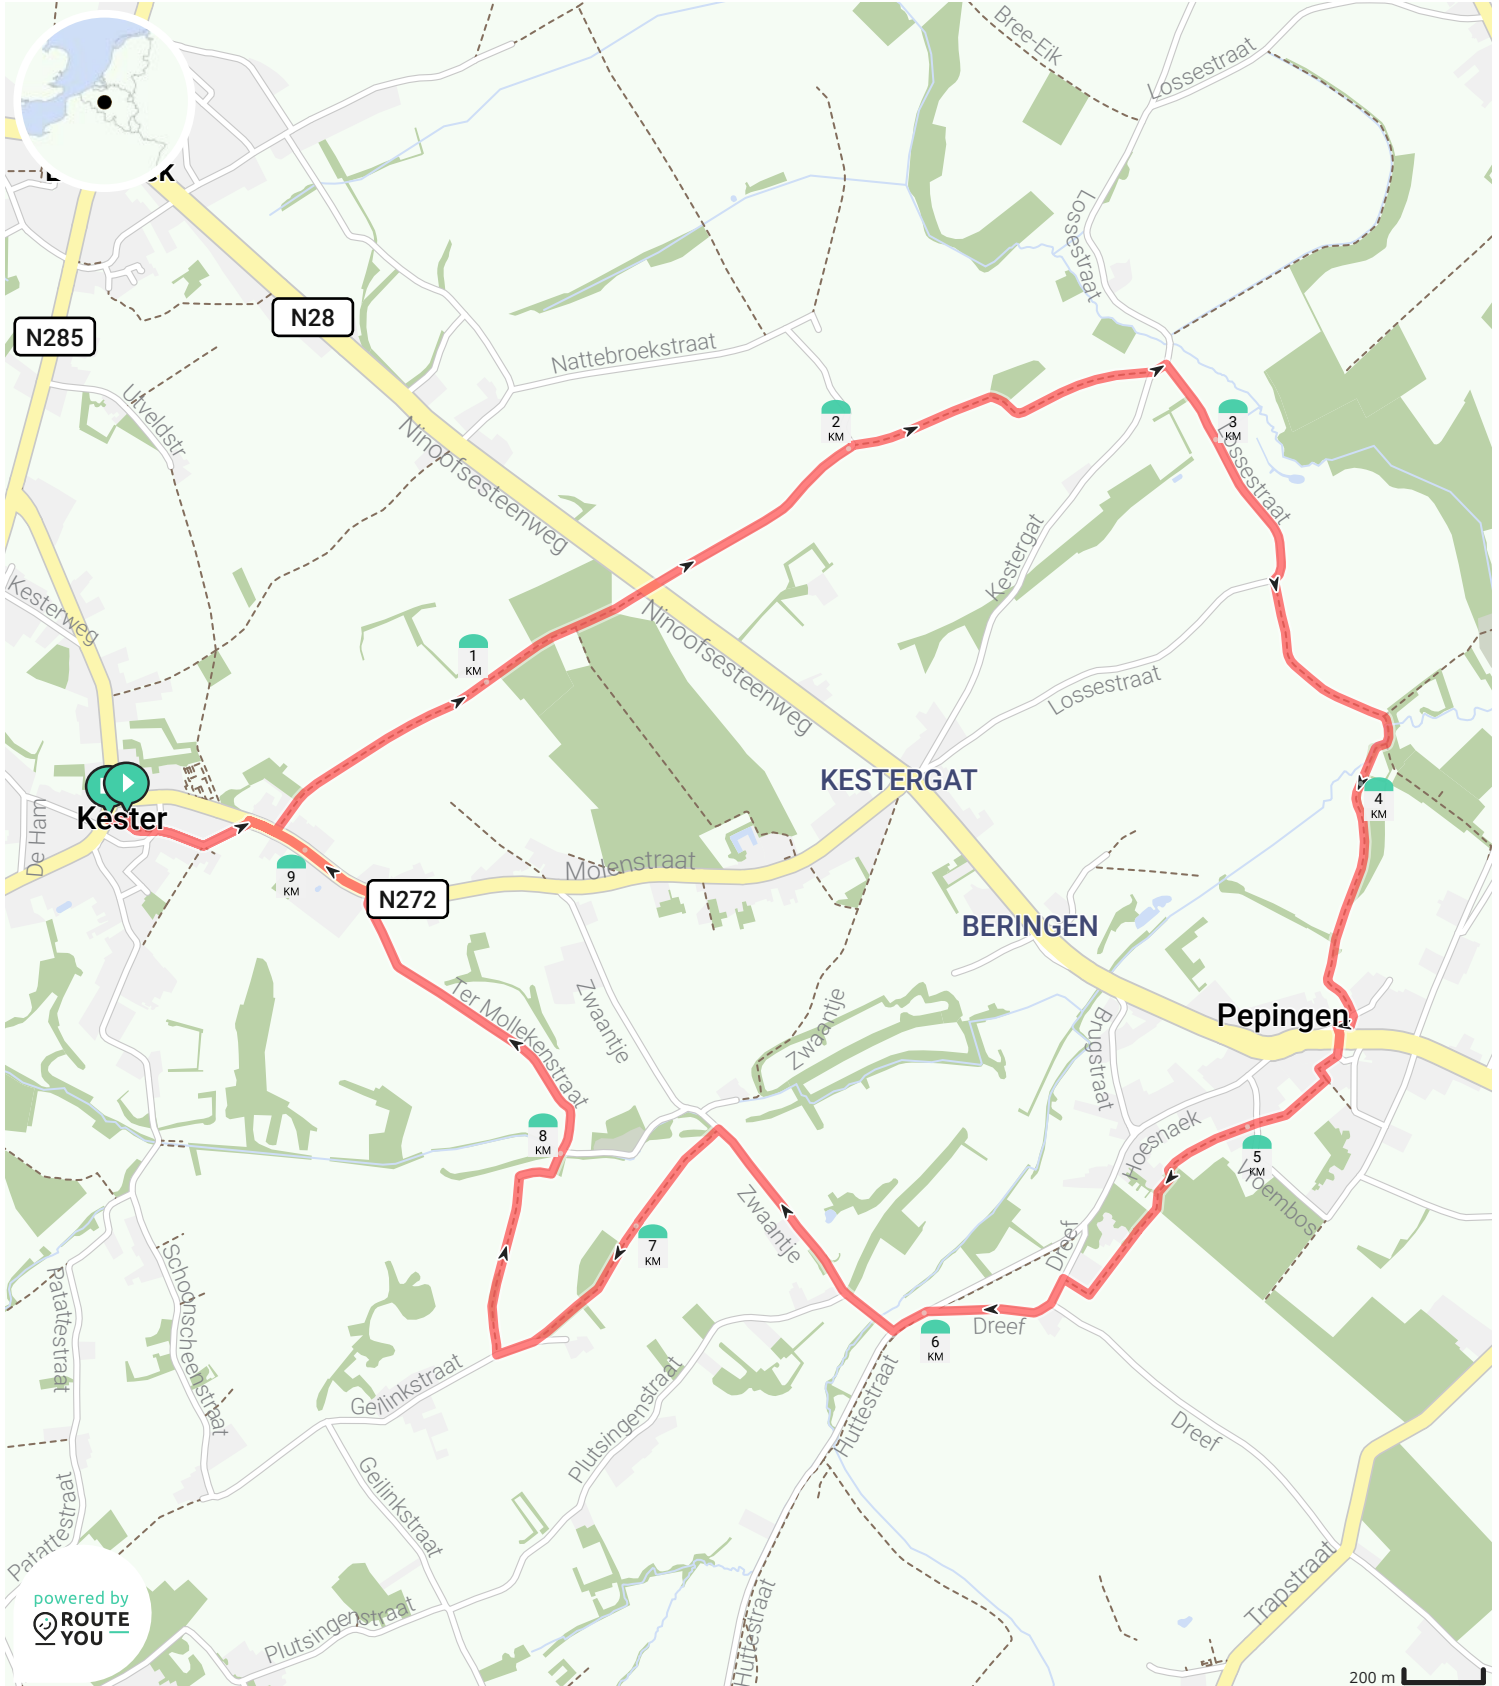 Bree-Eik
Lossestraat
Lossestraat
N28
N285
Nattebroekstraat
Uitveldstr
2
KM
3
KM
Lossestraat
Ninoofsesteenweg
Kestergat
Kesterweg
Ninoofsesteenweg
1
KM
Lossestraat
KESTERGAT
4
KM
Kester
De Ham
9
KM
N272
Molenstraat
BERINGEN
Pepingen
Ter Mollekenstraat
Zwaantje
Zwaantje
Brugstraat
8
KM
Hoesnaek
5
KM
Vroembos
Zwaantje
7
KM
Dreef
Schoonscheenstraat
Patattestraat
6
KM
Dreef
Geilinkstraat
Plutsingenstraat
Huttestraat
Dreef
Geilinkstraat
Patattestraat
Trapstraat
powered by
ROUTE
YOU
Plutsingenstraat
Huttestraat
200 m